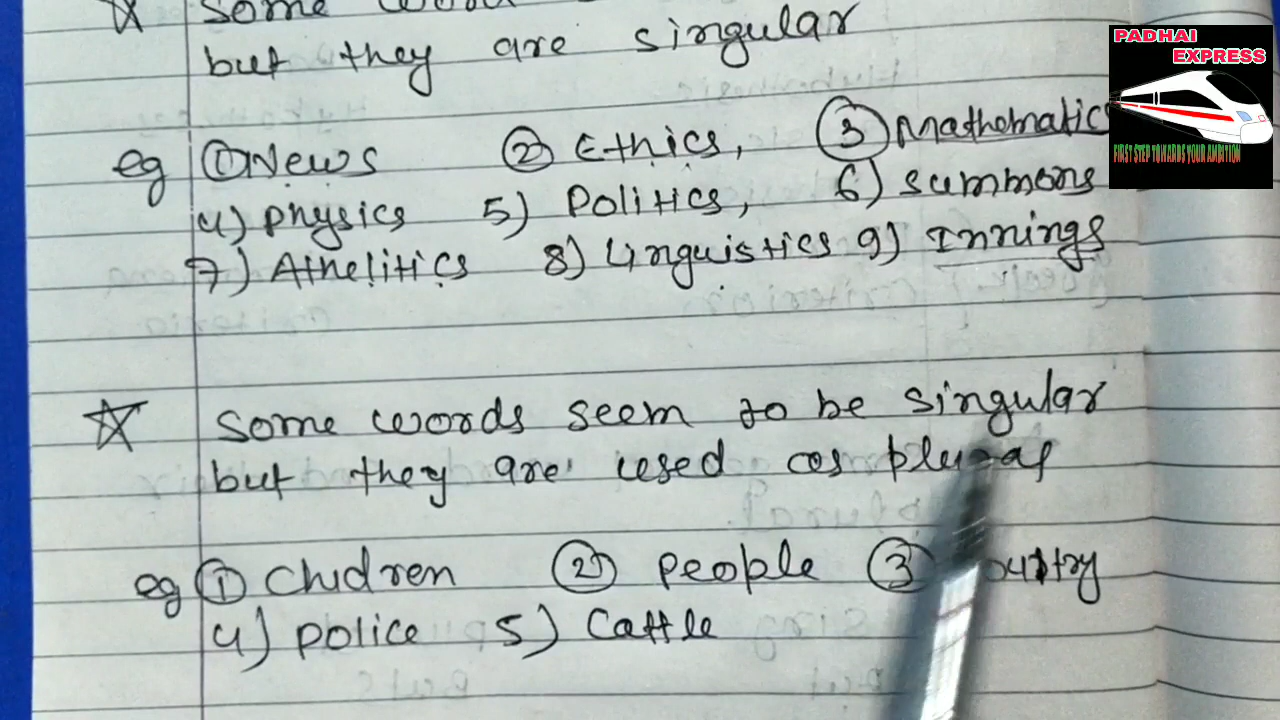 Some word
but they are singular
PADHAI
EXPRESS
FIRST STEP TOWARDS YOUR AMBITION
eg ① News ② Ethics, ③ Mathematics
4) Physics 5) Politics, 6) Summons
7) Athelitics 8) Linguistics 9) Innings
☆ Some words seem to be singular
but they are used as plural
eg ① Chidren ② People ③
4) Police 5) Cattle